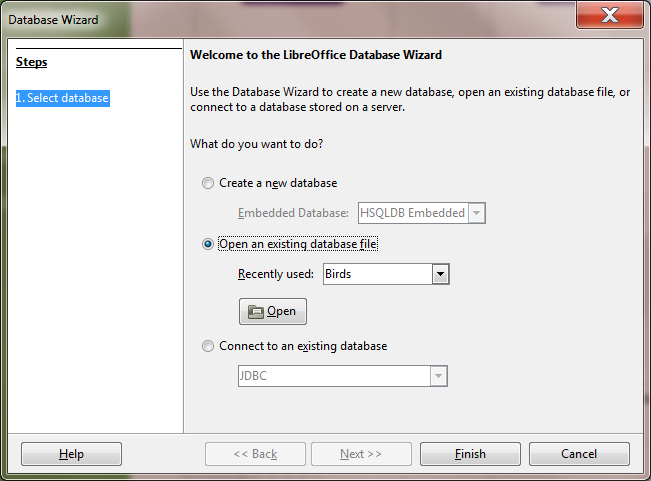 Database Wizard
Steps
1. Select database
Welcome to the LibreOffice Database Wizard
Use the Database Wizard to create a new database, open an existing database file, or
connect to a database stored on a server.
What do you want to do?
Create a new database
Embedded Database: HSQLDB Embedded
Open an existing database file
Recently used: Birds
Open
Connect to an existing database
JDBC
Help << Back Next >> Finish Cancel